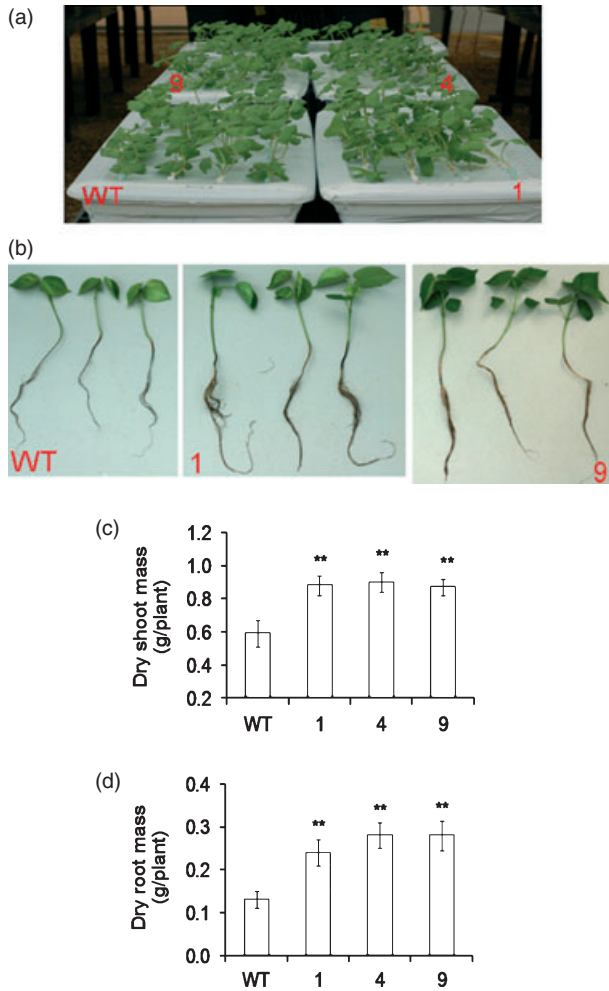 (a)
9
4
WT
1
(b)
WT
1
9
(c)
Dry shoot mass
(g/plant)
1.2
1.0
0.8
0.6
0.4
0.2
**
**
**
WT 1 4 9
(d)
Dry root mass
(g/plant)
0.4
0.3
0.2
0.1
0.0
**
**
**
WT 1 4 9